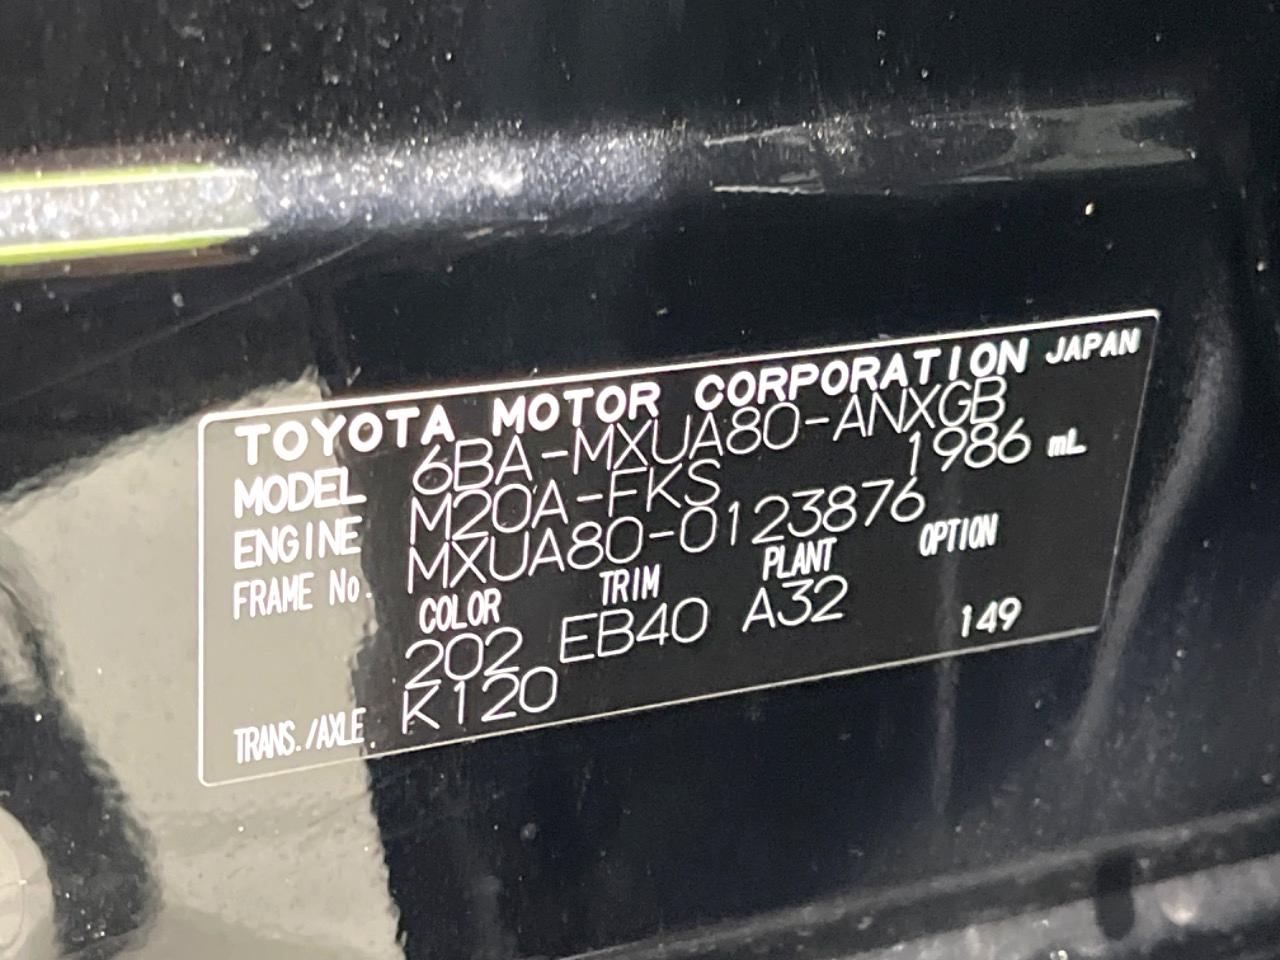 TOYOTA MOTOR CORPORATION JAPAN
MODEL 6BA-MXUA80-ANXGB
ENGINE M20A-FKS 1986 mL
FRAME No. MXUA80-0123876
COLOR TRIM PLANT OPTION
202 EB40 A32 149
TRANS./AXLE. K120